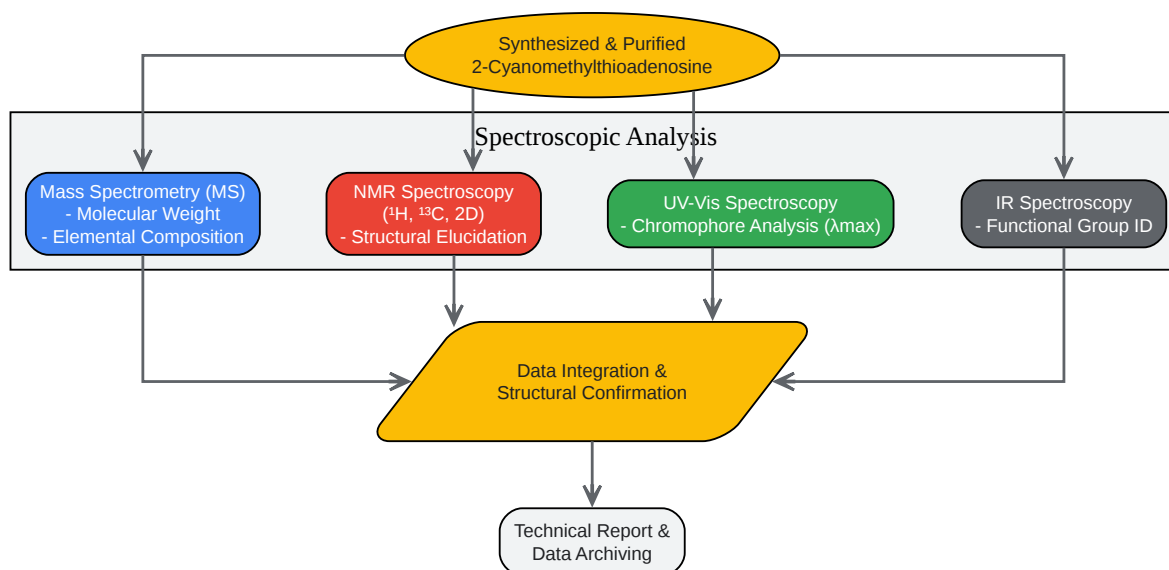 Synthesized & Purified
2-Cyanomethylthioadenosine
Spectroscopic Analysis
Mass Spectrometry (MS)
- Molecular Weight
- Elemental Composition
NMR Spectroscopy
(¹H, ¹³C, 2D)
- Structural Elucidation
UV-Vis Spectroscopy
- Chromophore Analysis (λmax)
IR Spectroscopy
- Functional Group ID
Data Integration &
Structural Confirmation
Technical Report &
Data Archiving